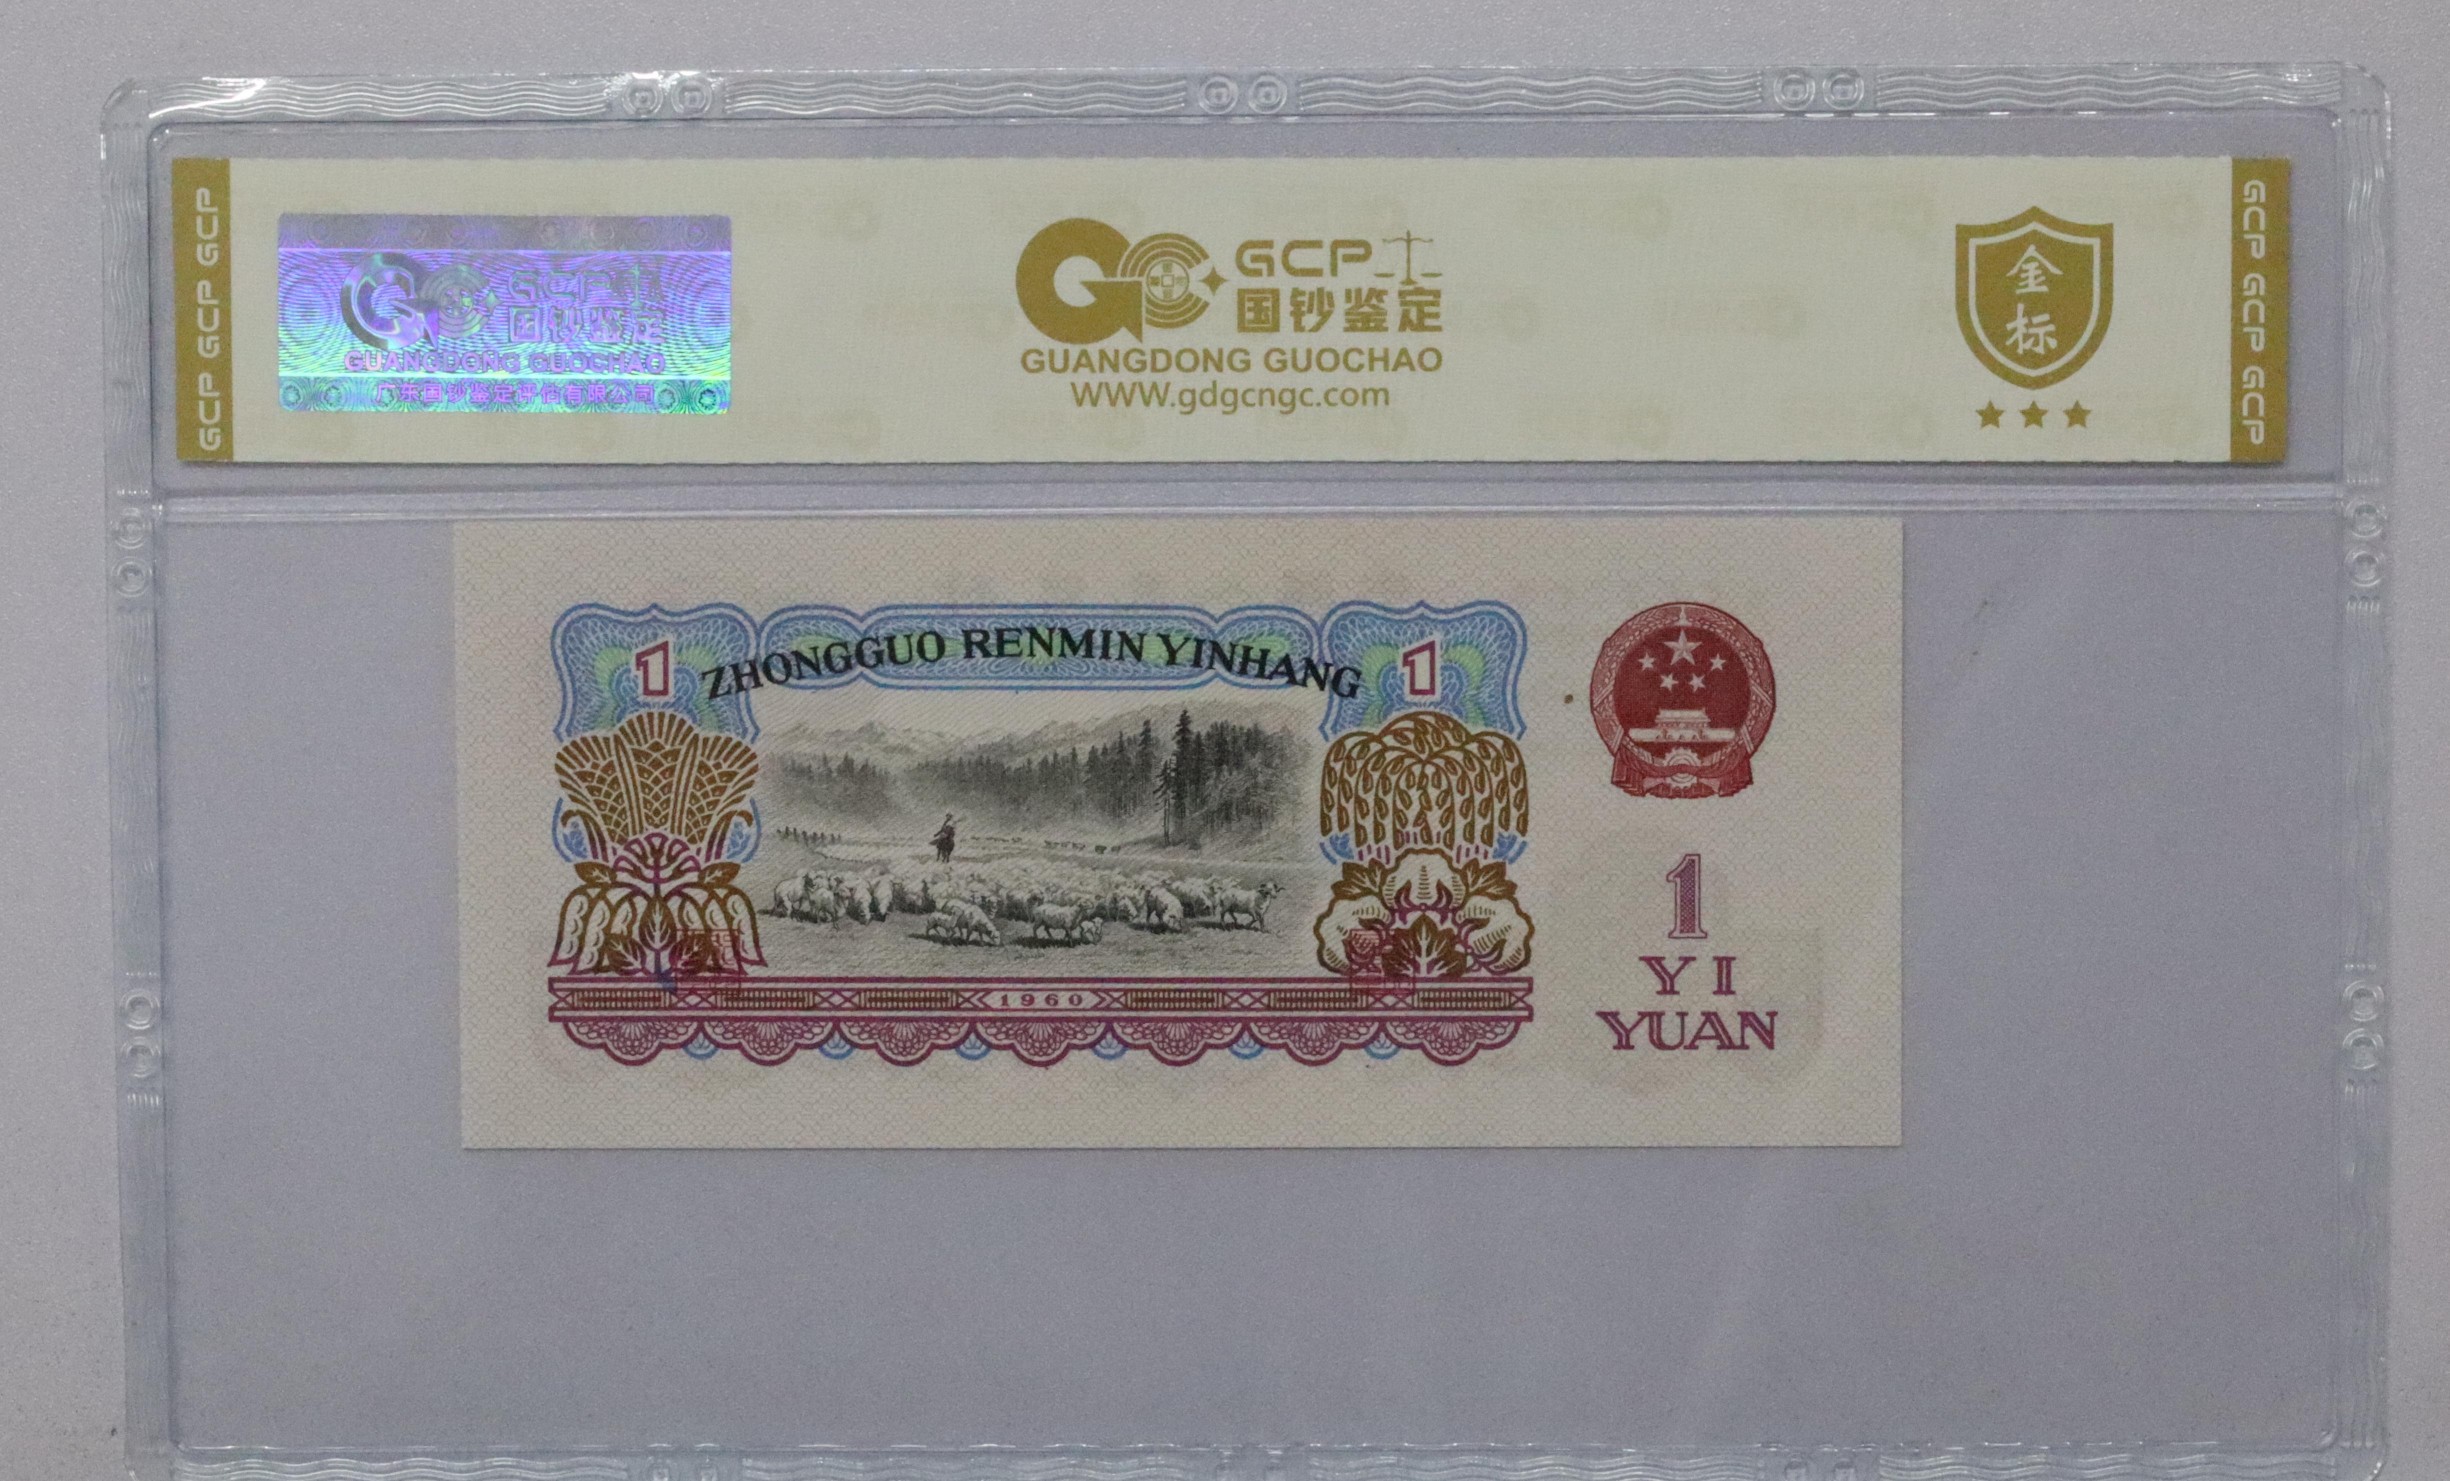 GCP GCP GCP
GCP
国钞鉴定
GUANGDONG GUOCHAO
广东国钞鉴定评估有限公司
GCP
国钞鉴定
GUANGDONG GUOCHAO
WWW.gdgcngc.com
金
标
GCP GCP GCP
1 ZHONGGUO RENMIN YINHANG 1
1960
1
YI
YUAN